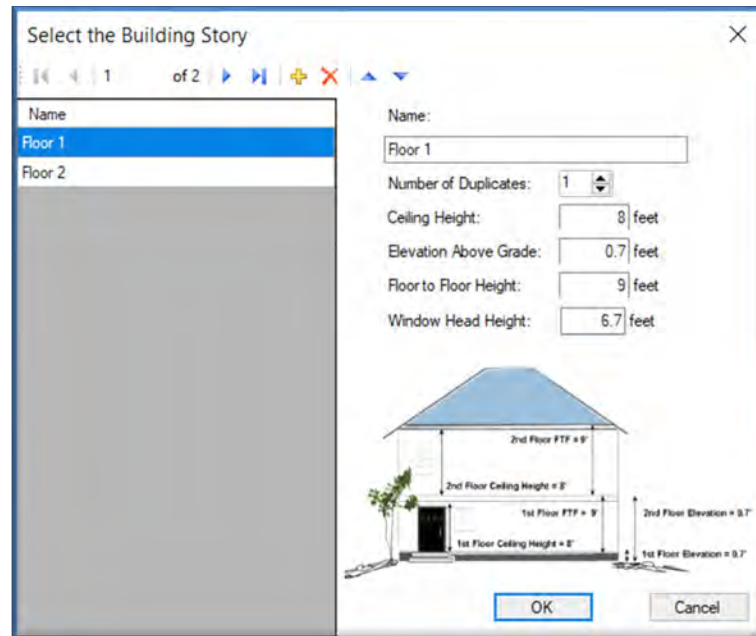 Select the Building Story
1 of 2
Name
Floor 1
Floor 2
Name:
Floor 1
Number of Duplicates: 1
Ceiling Height: 8 feet
Elevation Above Grade: 0.7 feet
Floor to Floor Height: 9 feet
Window Head Height: 6.7 feet
2nd Floor FTF = 9'
2nd Floor Ceiling Height = 8'
1st Floor FTF = 9'
2nd Floor Elevation =
1st Floor Ceiling Height = 8'
1st Floor Elevation = 0.7'
OK
Cancel